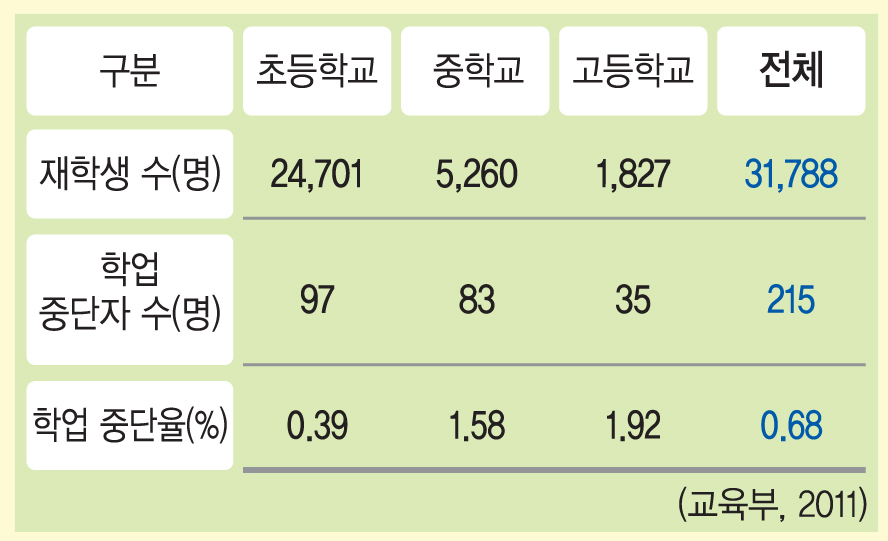 구분 초등학교 중학교 고등학교 전체
재학생 수(명) 24,701 5,260 1,827 31,788
학업
중단자 수(명) 97 83 35 215
학업 중단율(%) 0.39 1.58 1.92 0.68
(교육부, 2011)